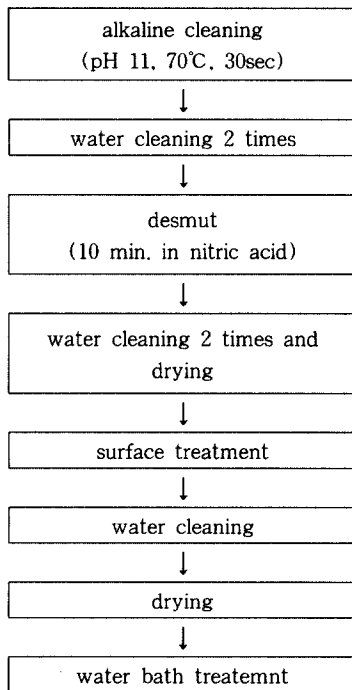 alkaline cleaning
(pH 11, 70℃, 30sec)
↓
water cleaning 2 times
↓
desmut
(10 min. in nitric acid)
↓
water cleaning 2 times and
drying
↓
surface treatment
↓
water cleaning
↓
drying
↓
water bath treatemnt